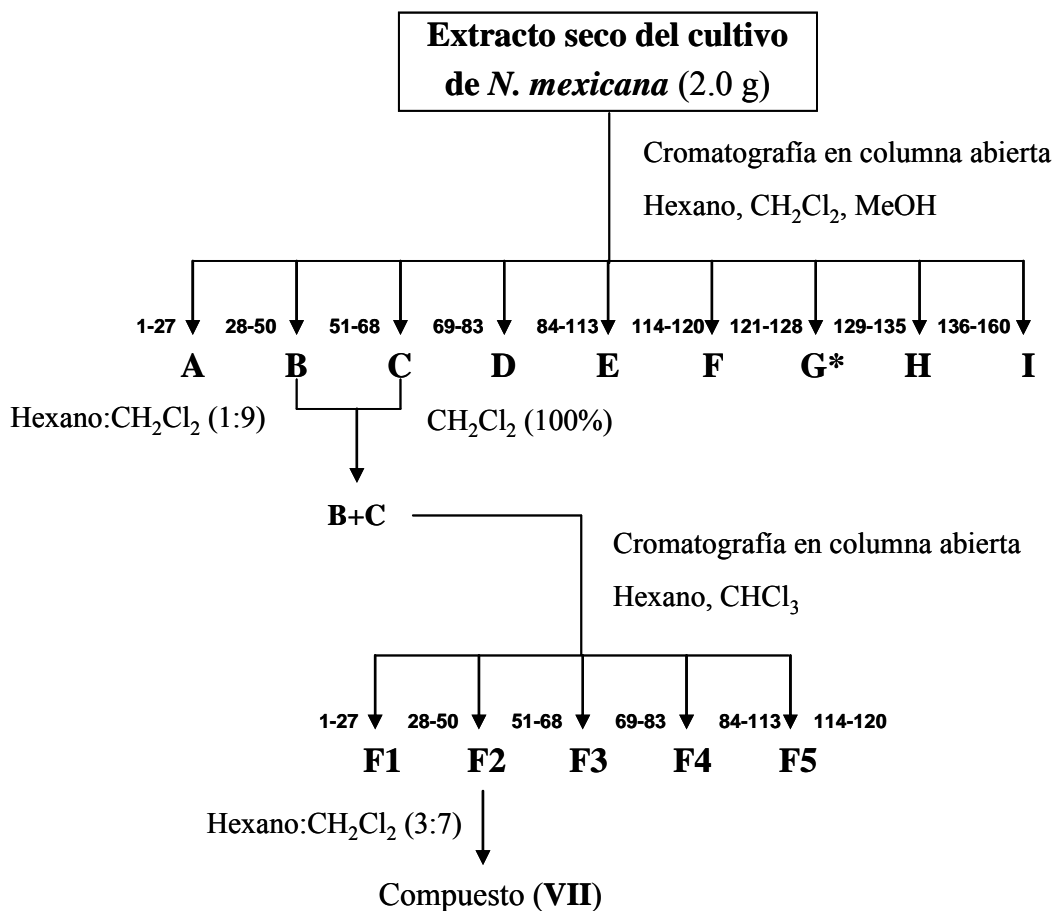 Extracto seco del cultivo
de N. mexicana (2.0 g)
Cromatografía en columna abierta
Hexano, CH₂Cl₂, MeOH
1-27 28-50 51-68 69-83 84-113 114-120 121-128 129-135 136-160
A B C D E F G* H I
Hexano:CH₂Cl₂ (1:9) CH₂Cl₂ (100%)
B+C
Cromatografía en columna abierta
Hexano, CHCl₃
1-27 28-50 51-68 69-83 84-113 114-120
F1 F2 F3 F4 F5
Hexano:CH₂Cl₂ (3:7)
Compuesto (VII)